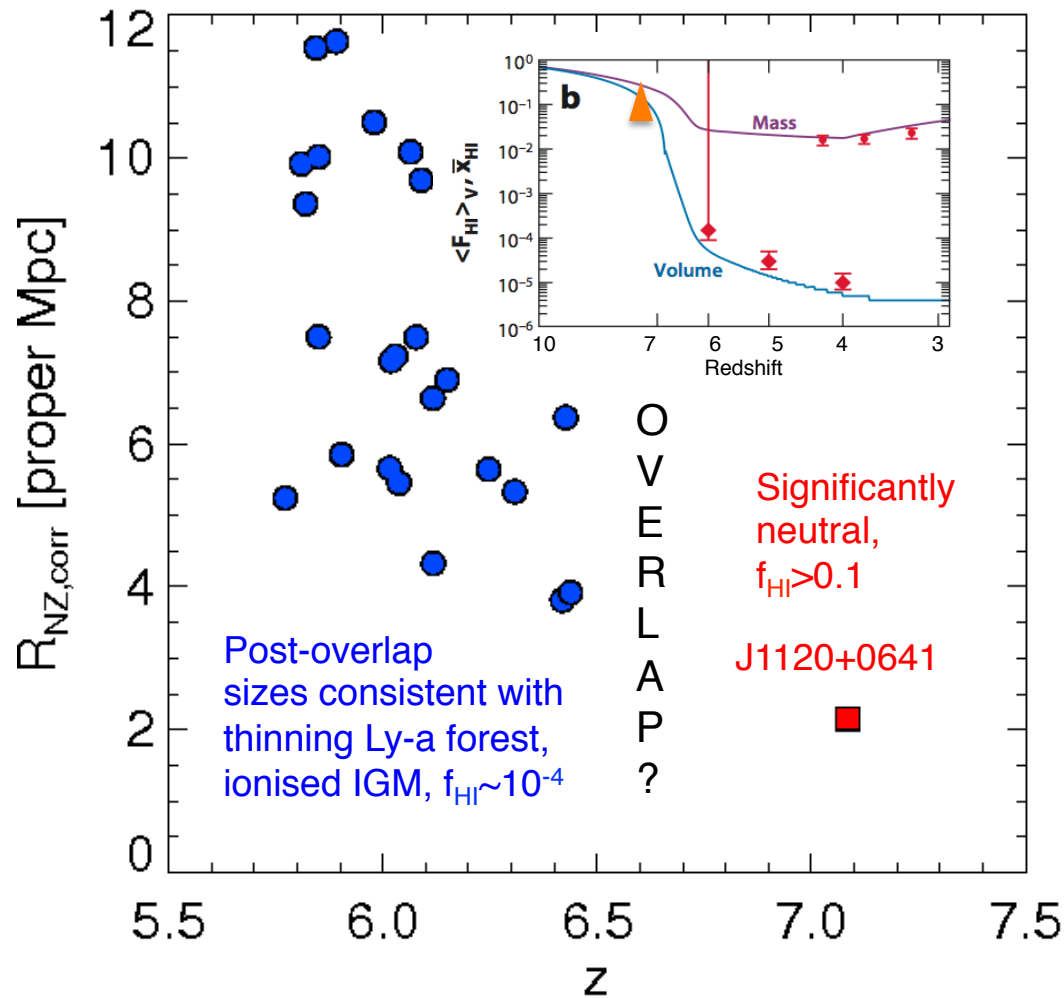 12
10
8
6
4
2
0
R_NZ,corr [proper Mpc]
5.5 6.0 6.5 7.0 7.5
z
b
10⁰
10⁻¹
10⁻²
10⁻³
10⁻⁴
10⁻⁵
10⁻⁶
<F_HI>_V, x̅_HI
Mass
Volume
10 7 6 5 4 3
Redshift
O
V
E
R
L
A
P
?
Significantly
neutral,
f_HI>0.1
J1120+0641
Post-overlap
sizes consistent with
thinning Ly-a forest,
ionised IGM, f_HI~10⁻⁴